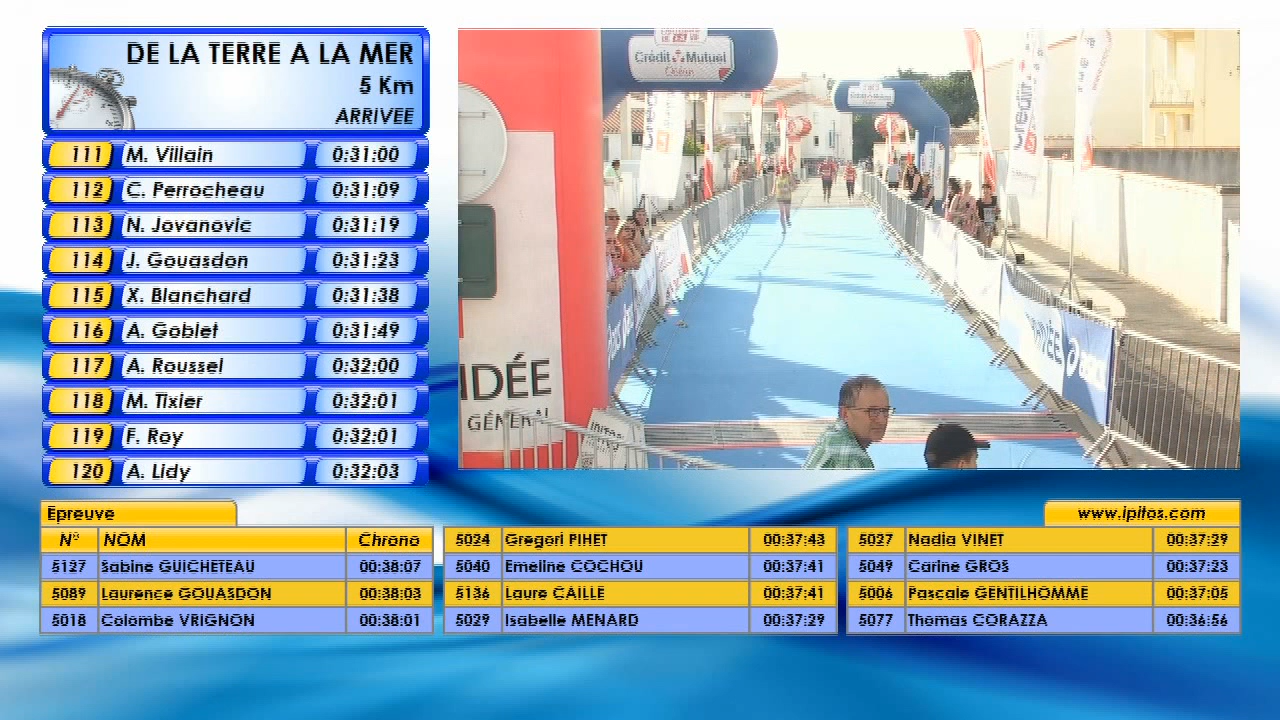 DE LA TERRE A LA MER
5 Km
ARRIVEE
111 M. Villain 0:31:00
112 C. Perrocheau 0:31:09
113 N. Jovanovic 0:31:19
114 J. Gouasdon 0:31:23
115 X. Blanchard 0:31:38
116 A. Goblet 0:31:49
117 A. Roussel 0:32:00
118 M. Tixier 0:32:01
119 F. Roy 0:32:01
120 A. Lidy 0:32:03
Crédit Mutuel
Océan
DÉE
GÉNÉRAL
asics
Epreuve
www.ipitos.com
N° NOM Chrono
5127 Sabine GUICHETEAU 00:38:07
5089 Laurence GOUASDON 00:38:03
5018 Colombe VRIGNON 00:38:01
5024 Gregori PIHET 00:37:43
5040 Emeline COCHOU 00:37:41
5136 Laure CAILLE 00:37:41
5029 Isabelle MENARD 00:37:29
5027 Nadia VINET 00:37:29
5049 Carine GROS 00:37:23
5006 Pascale GENTILHOMME 00:37:05
5077 Thomas CORAZZA 00:36:56